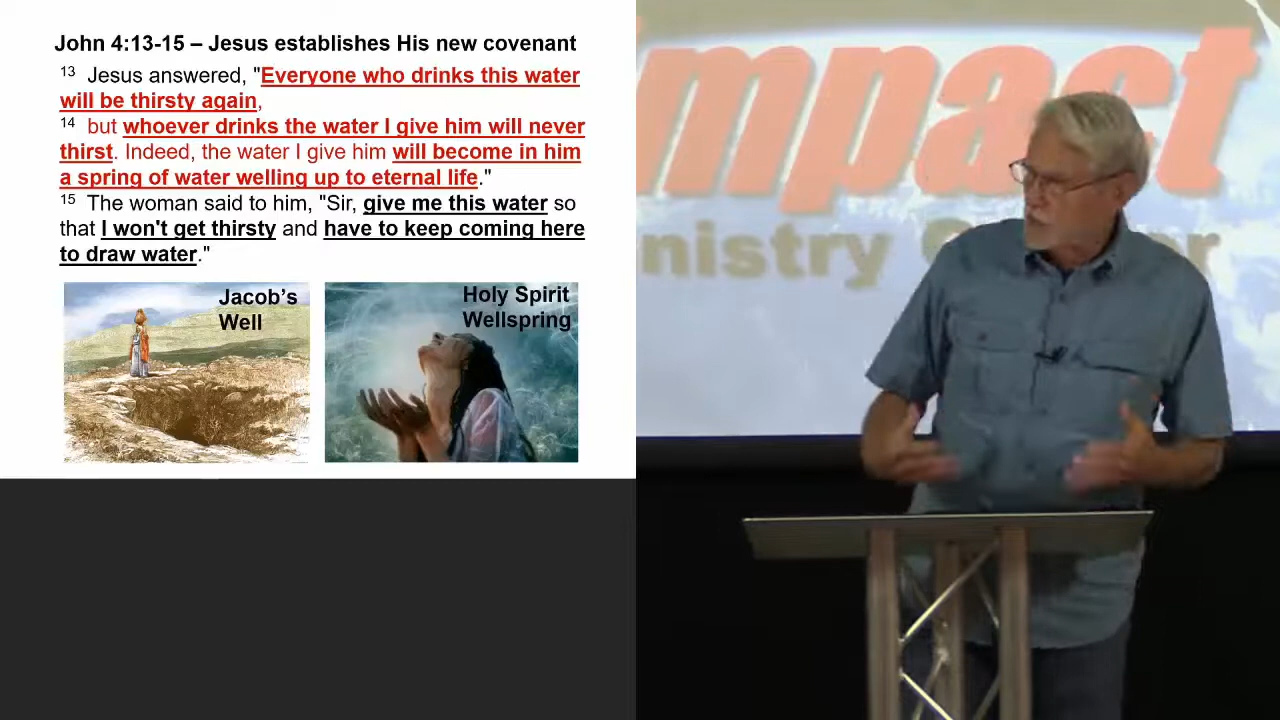 John 4:13-15 – Jesus establishes His new covenant
13 Jesus answered, "Everyone who drinks this water
will be thirsty again,
14 but whoever drinks the water I give him will never
thirst. Indeed, the water I give him will become in him
a spring of water welling up to eternal life."
15 The woman said to him, "Sir, give me this water so
that I won't get thirsty and have to keep coming here
to draw water."
Jacob's
Well
Holy Spirit
Wellspring
impact